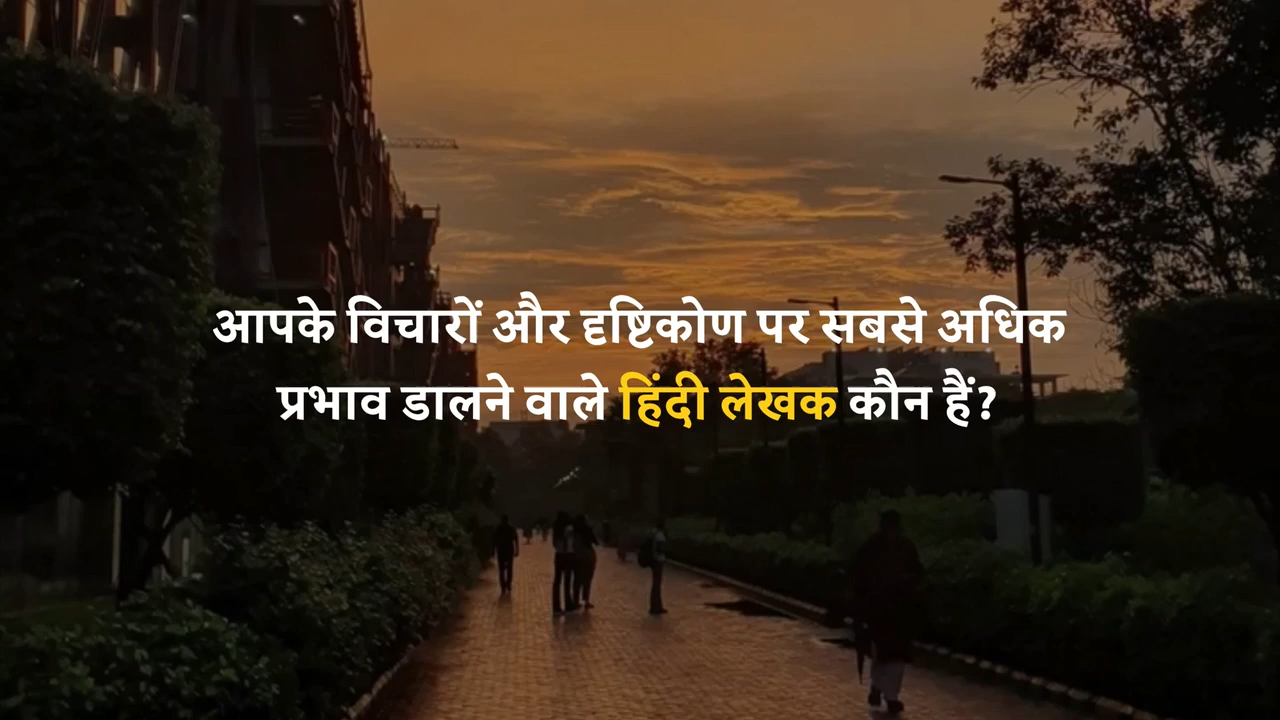 आपके विचारों और दृष्टिकोण पर सबसे अधिक
प्रभाव डालने वाले हिंदी लेखक कौन हैं?